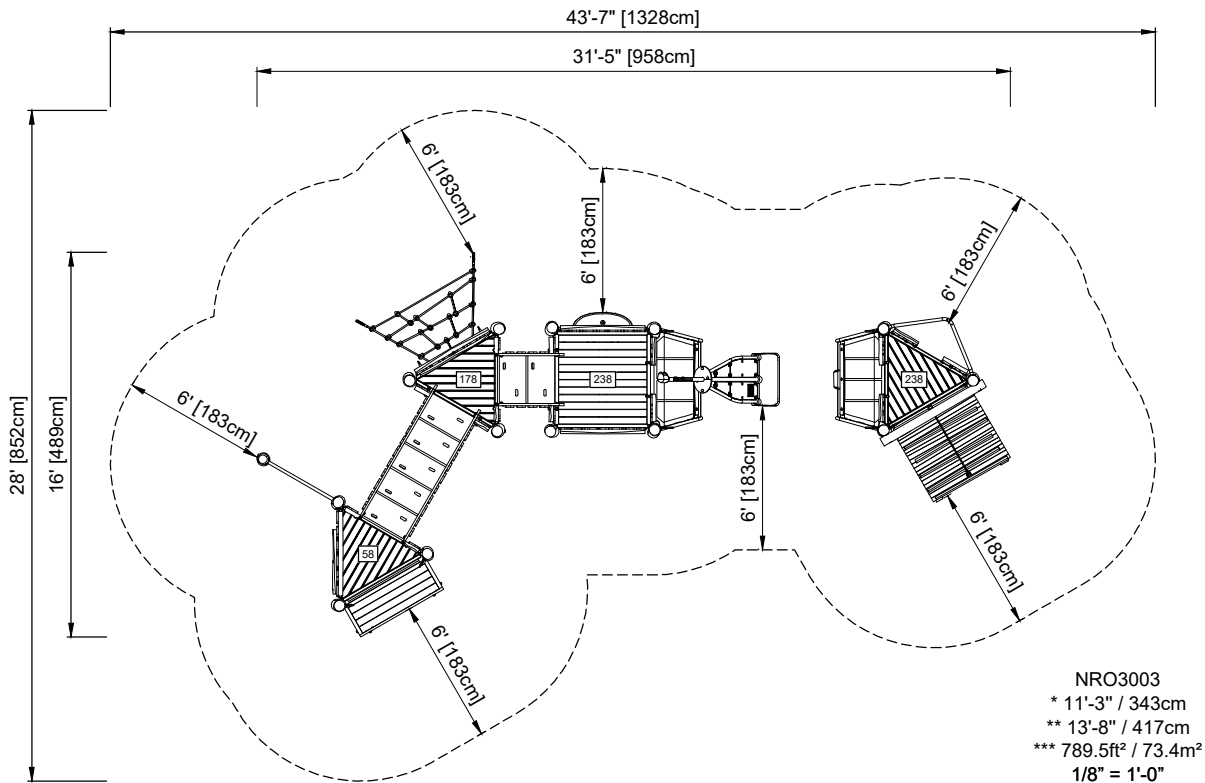 43'-7" [1328cm]
31'-5" [958cm]
6' [183cm]
6' [183cm]
6' [183cm]
178
238
238
28' [852cm]
16' [489cm]
6' [183cm]
6' [183cm]
6' [183cm]
58
6' [183cm]
NRO3003
* 11'-3" / 343cm
** 13'-8" / 417cm
*** 789.5ft² / 73.4m²
1/8" = 1'-0"